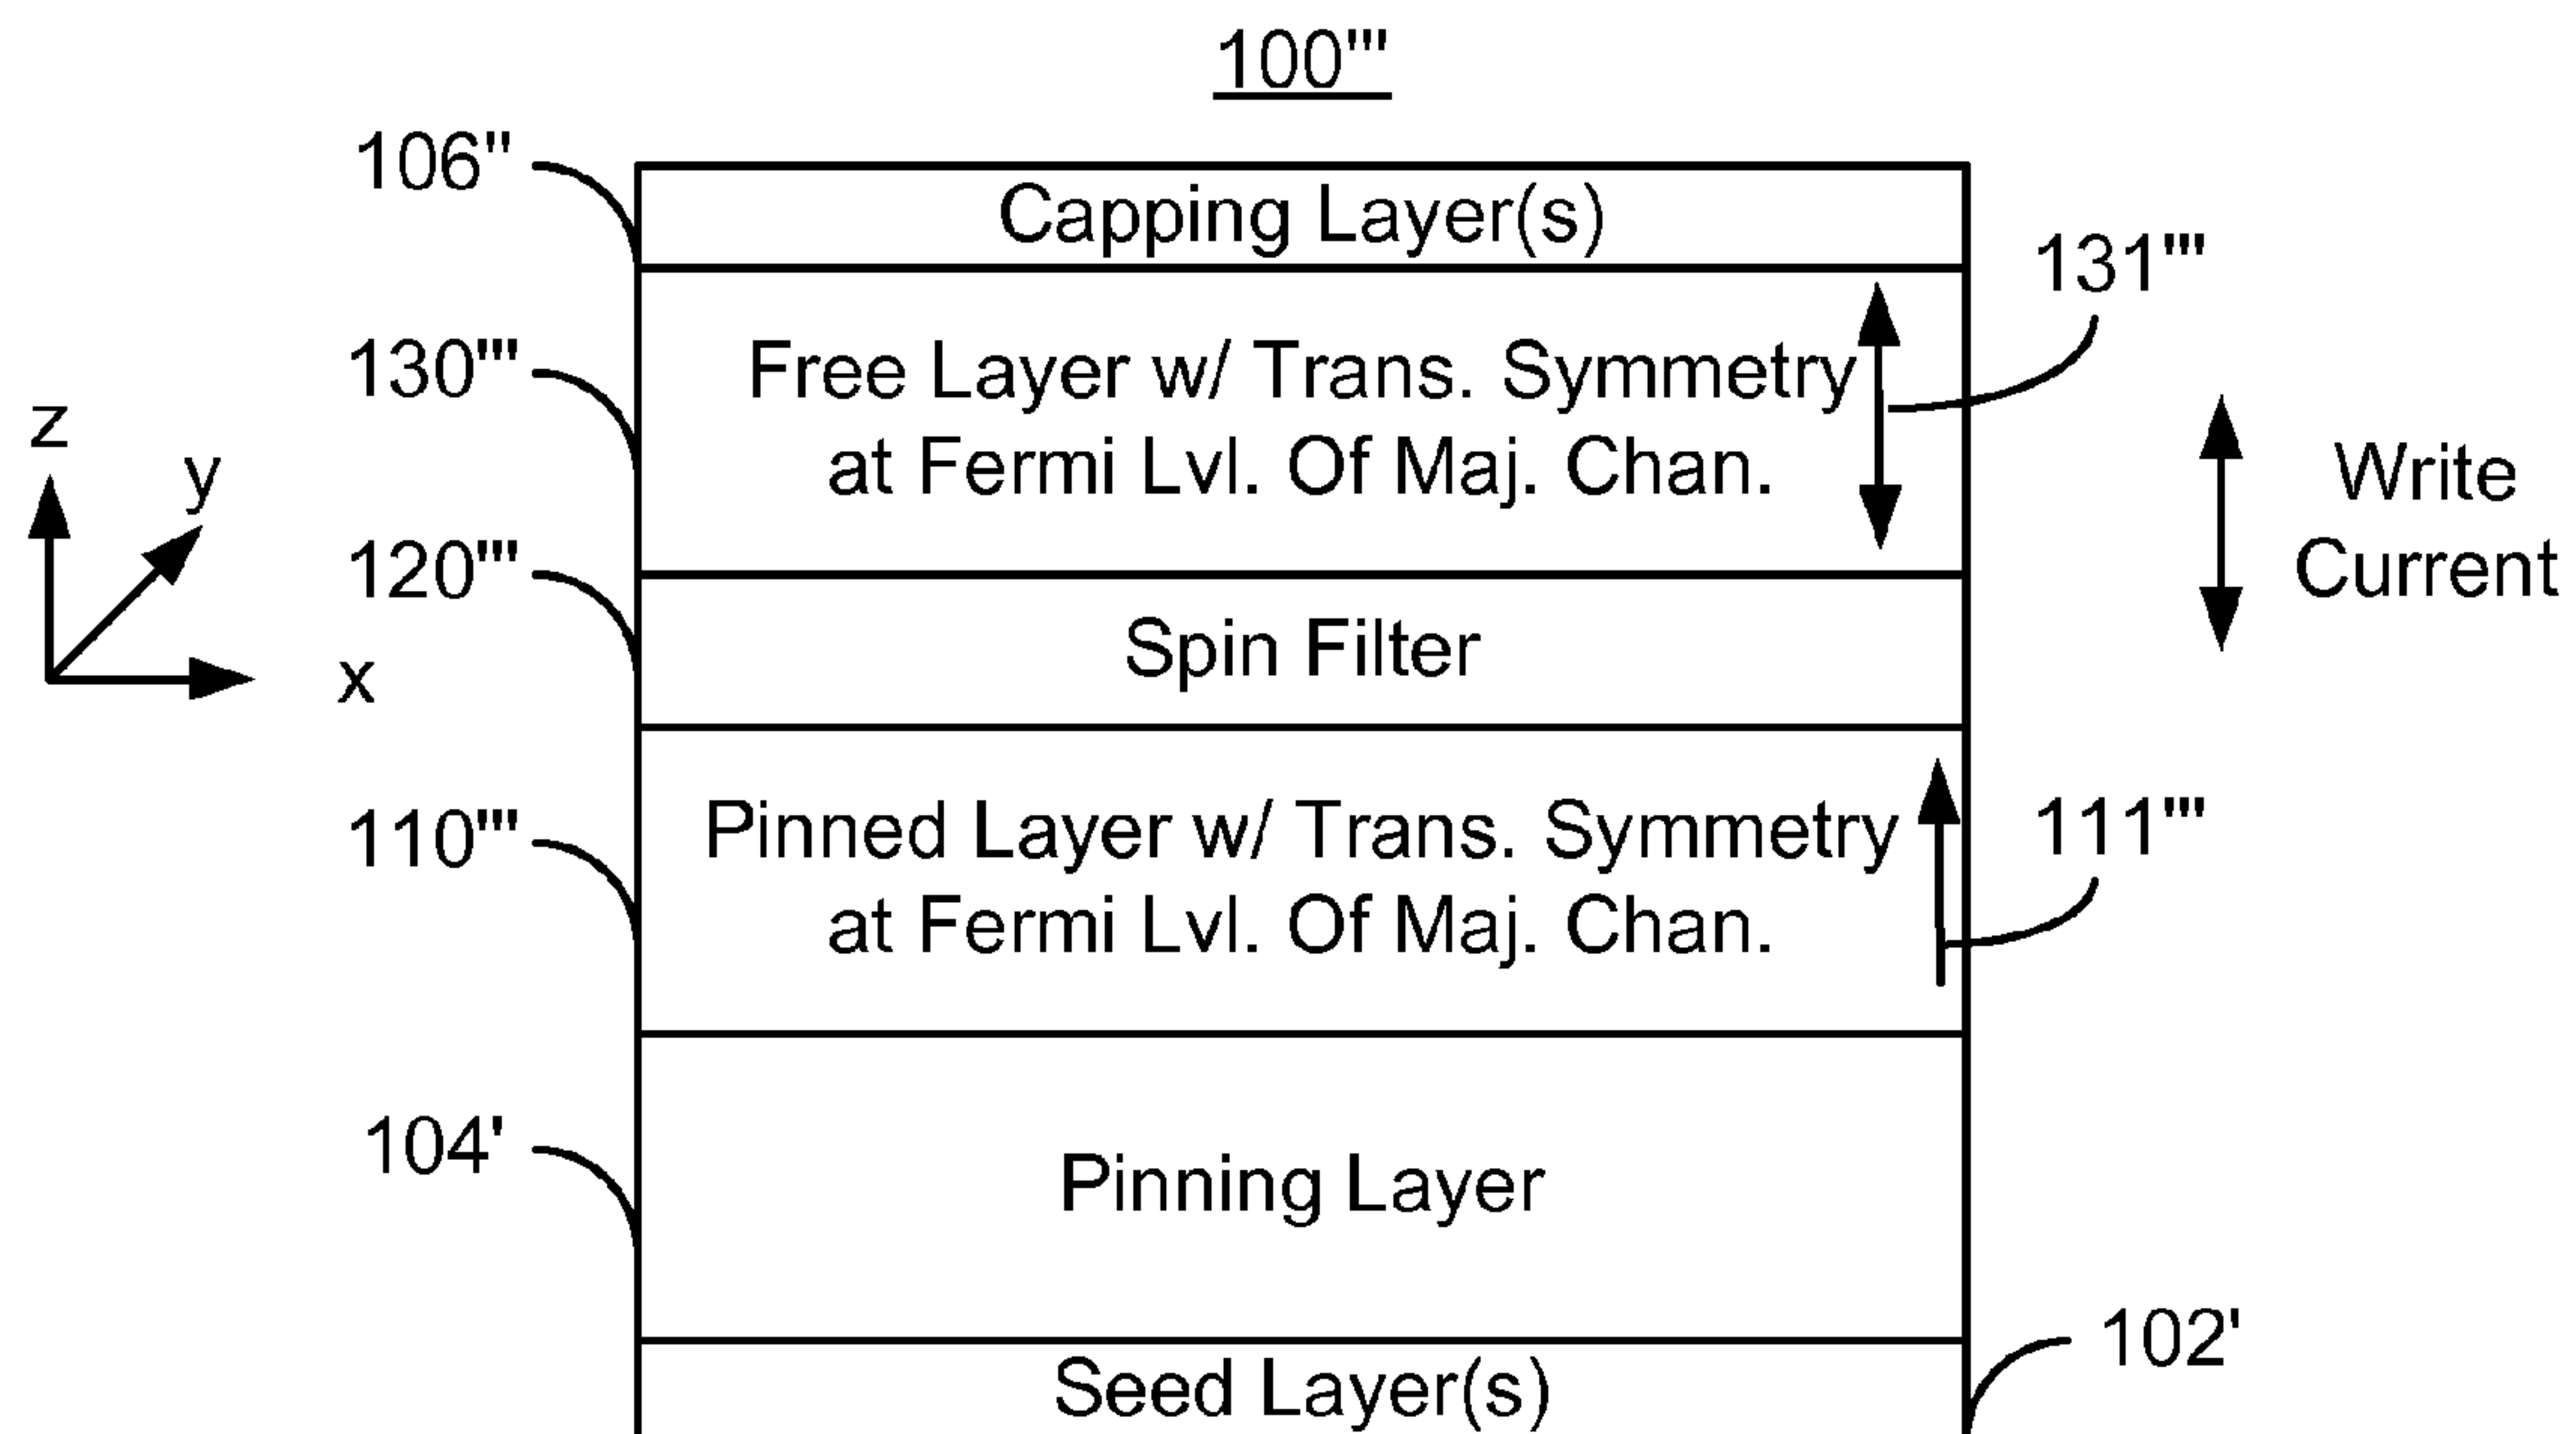 100'''
106''
Capping Layer(s)
131'''
130'''
Free Layer w/ Trans. Symmetry
at Fermi Lvl. Of Maj. Chan.
z
y
x
Write
Current
120'''
Spin Filter
110'''
Pinned Layer w/ Trans. Symmetry
at Fermi Lvl. Of Maj. Chan.
111'''
104'
Pinning Layer
102'
Seed Layer(s)